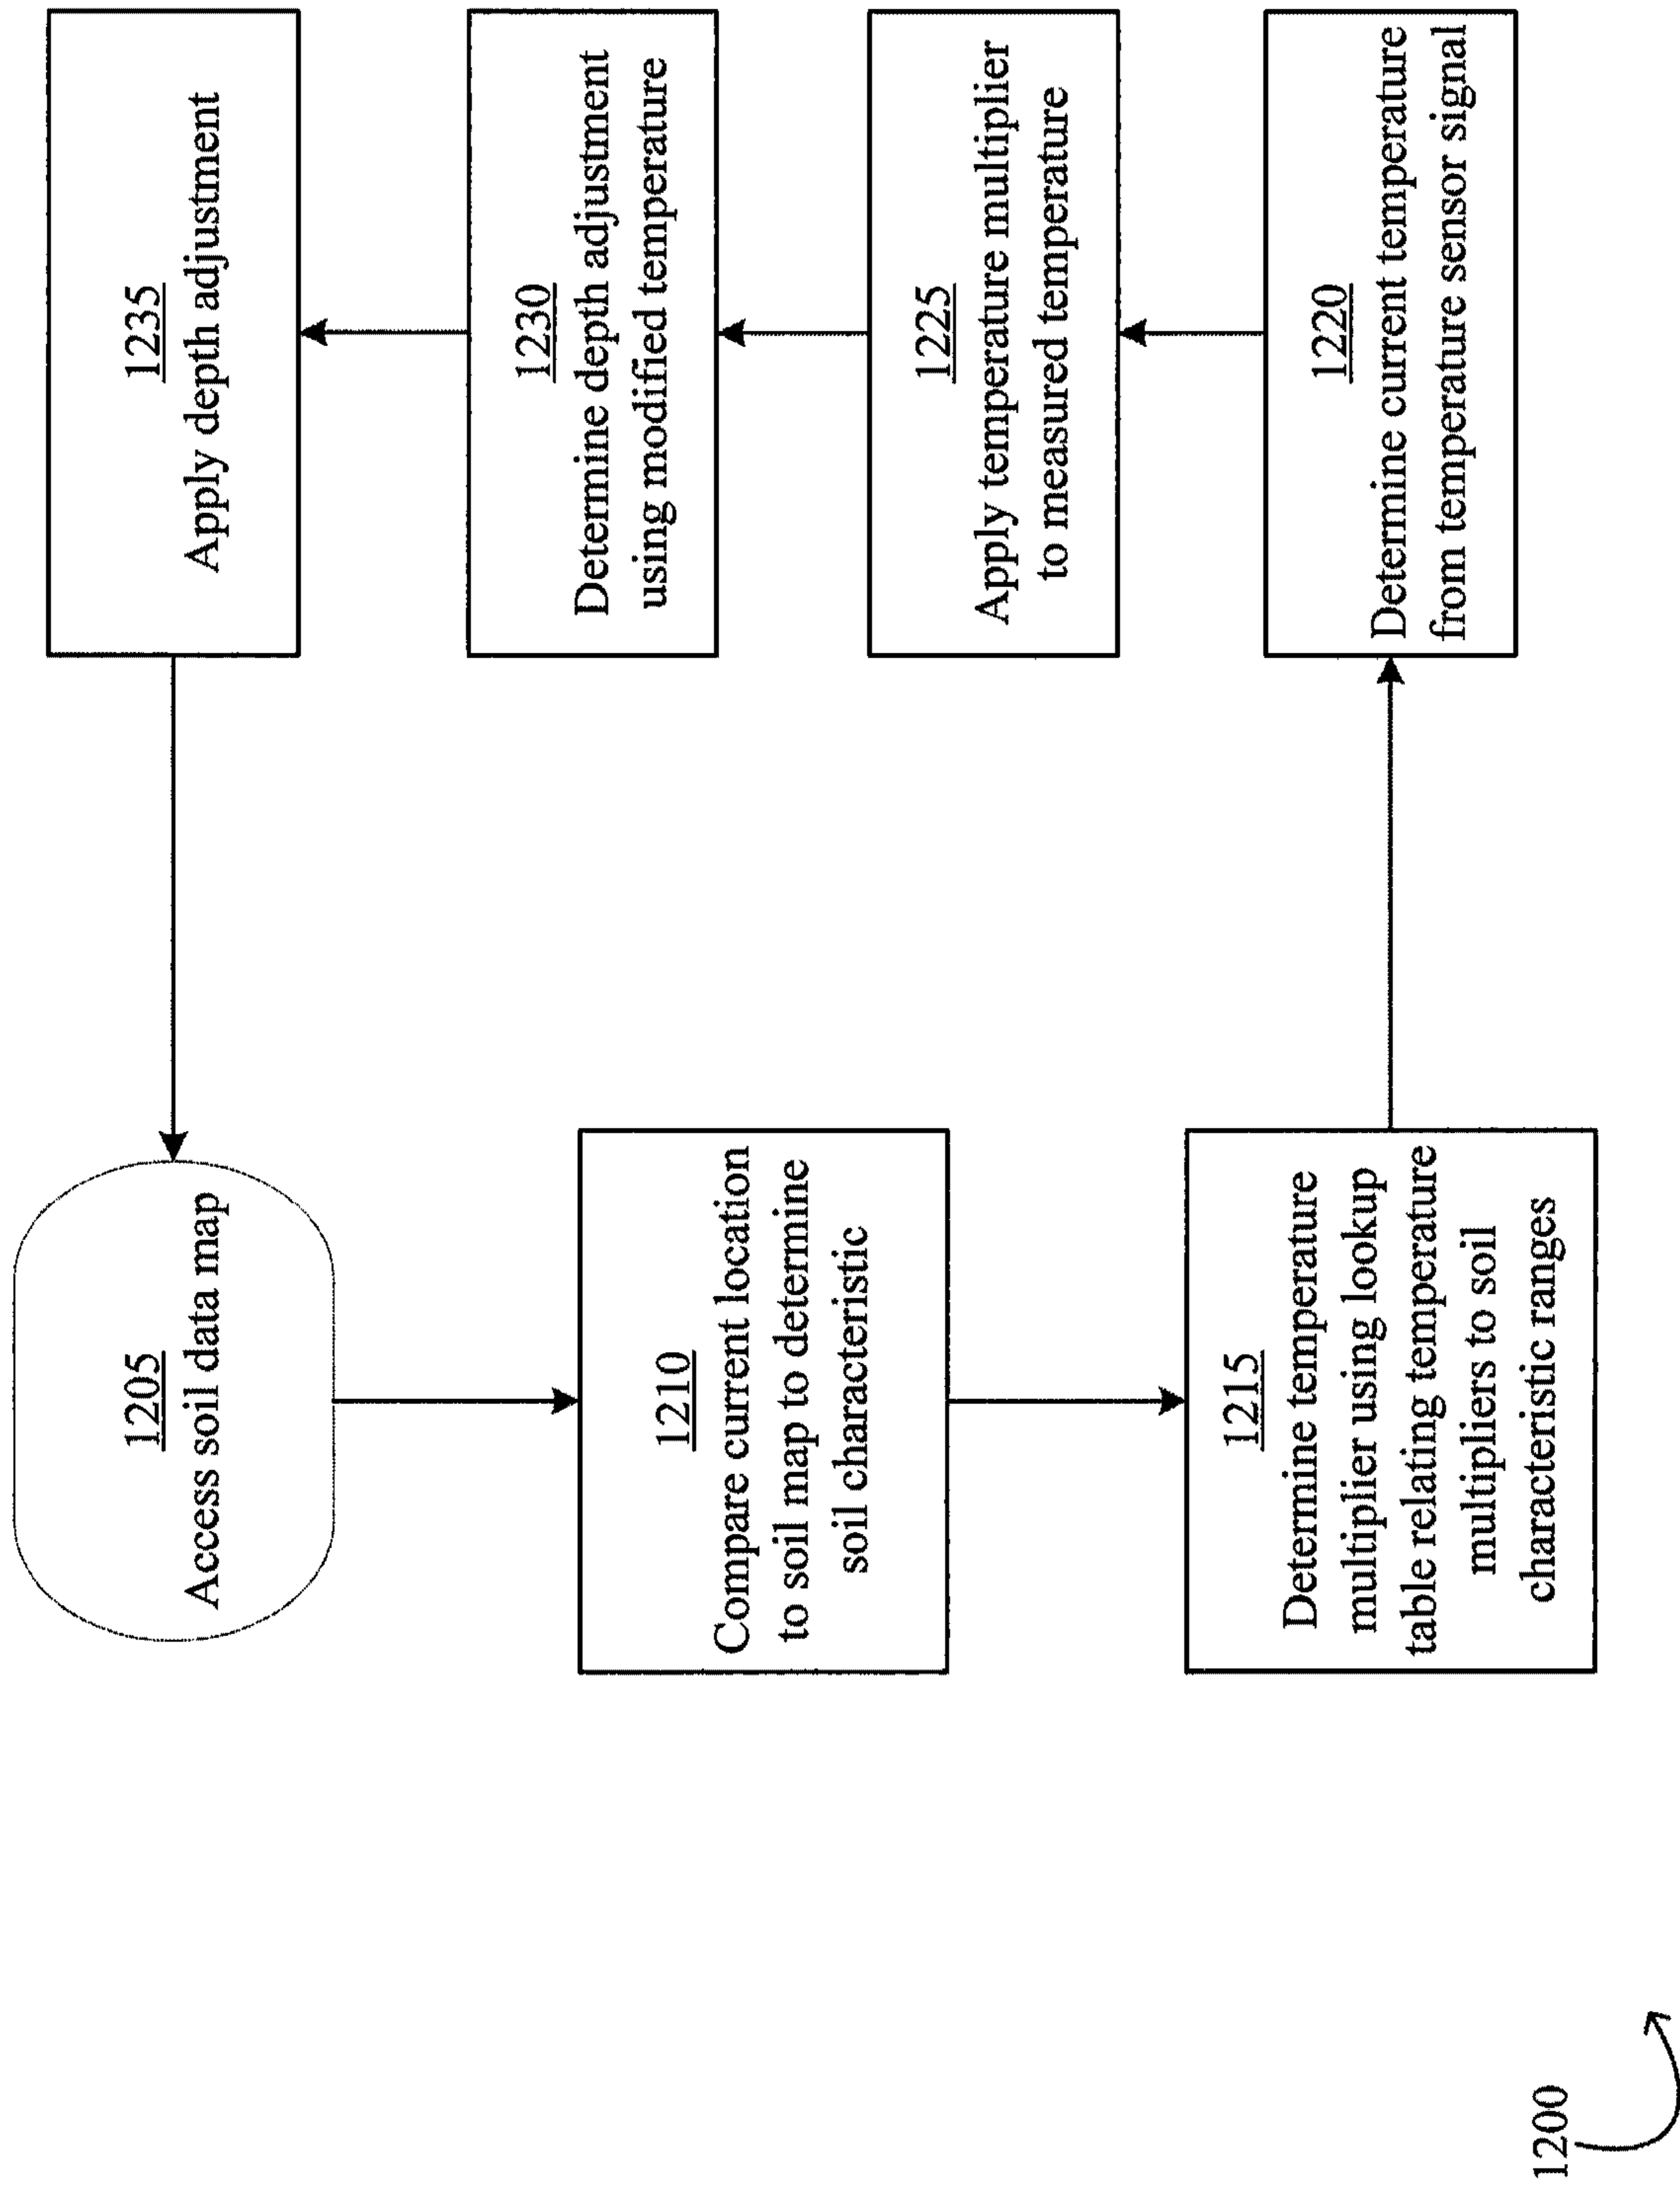 1205
Access soil data map
1210
Compare current location
to soil map to determine
soil characteristic
1215
Determine temperature
multiplier using lookup
table relating temperature
multipliers to soil
characteristic ranges
1220
Determine current temperature
from temperature sensor signal
1225
Apply temperature multiplier
to measured temperature
1230
Determine depth adjustment
using modified temperature
1235
Apply depth adjustment
1200